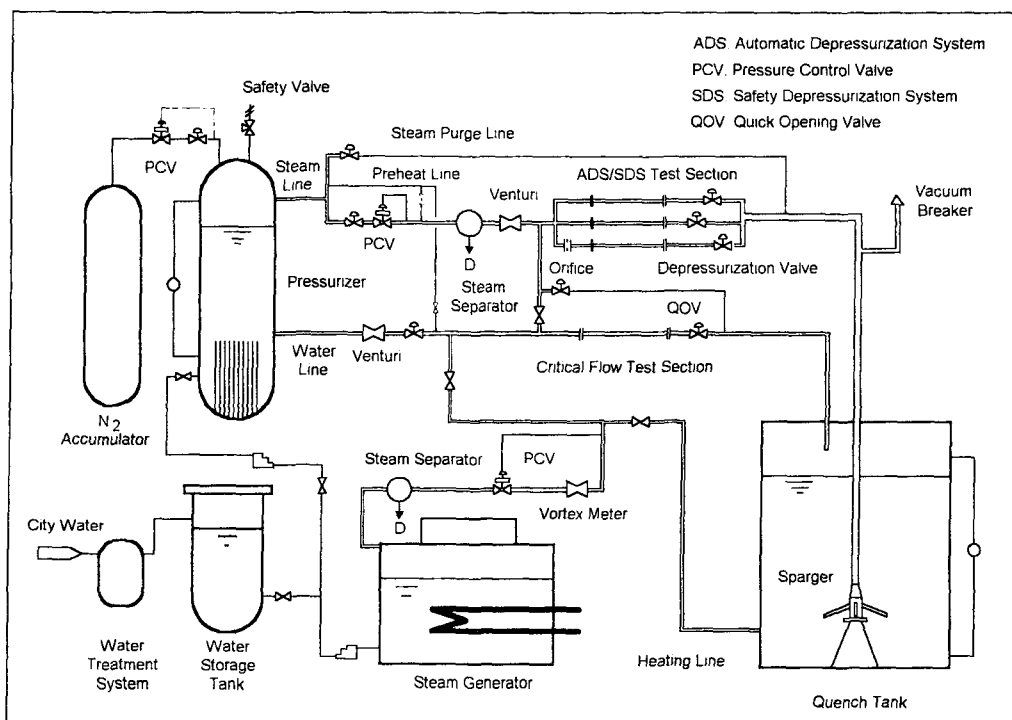 ADS. Automatic Depressurization System
PCV. Pressure Control Valve
SDS Safety Depressurization System
QOV Quick Opening Valve
Safety Valve
PCV
Steam
Line
Steam Purge Line
Preheat Line
Venturi
ADS/SDS Test Section
Vacuum
Breaker
PCV
D
Steam
Separator
Orifice
Depressurization Valve
Pressurizer
QOV
Water
Line
Venturi
Critical Flow Test Section
N2
Accumulator
Steam Separator
PCV
D
Vortex Meter
City Water
Sparger
Water
Treatment
System
Water
Storage
Tank
Steam Generator
Heating Line
Quench Tank